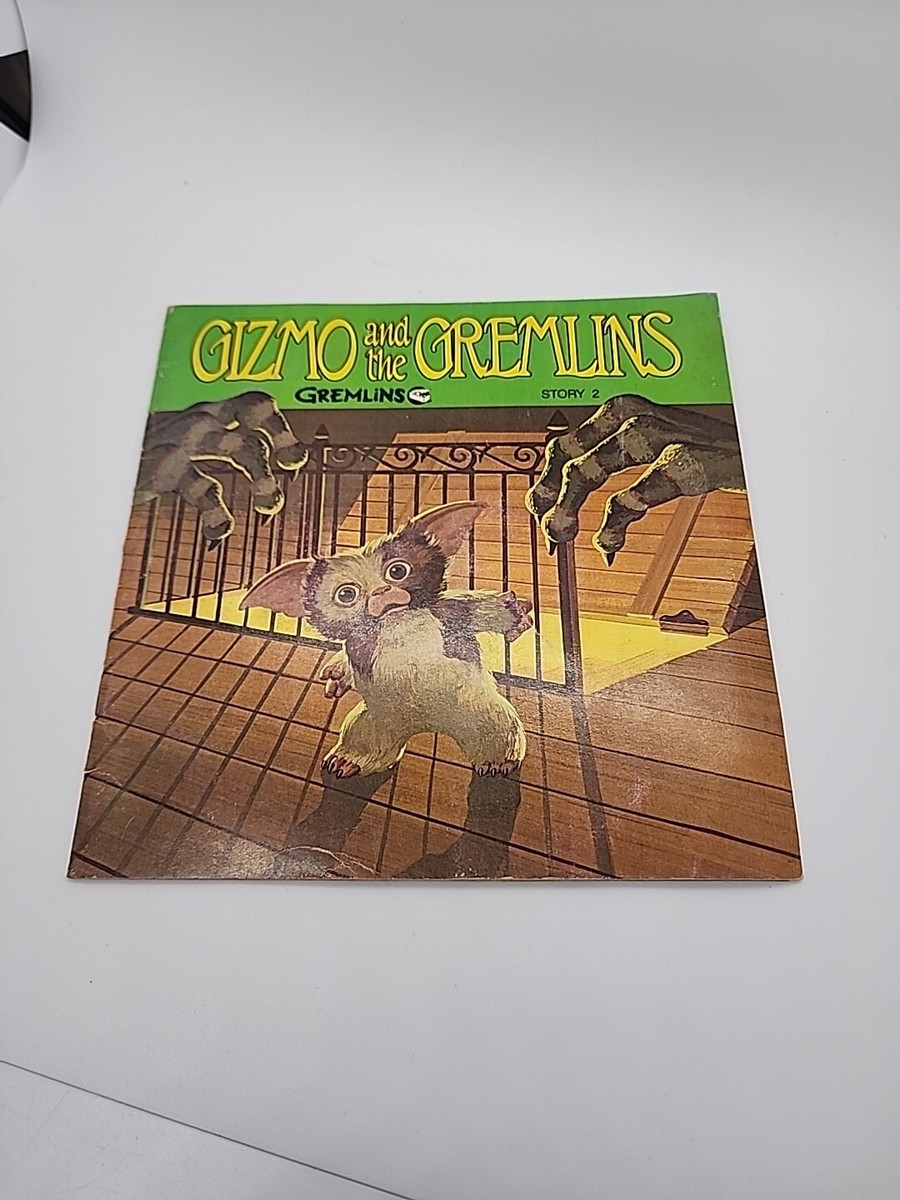 GIZMO and the GREMLINS
GREMLiNS
STORY 2